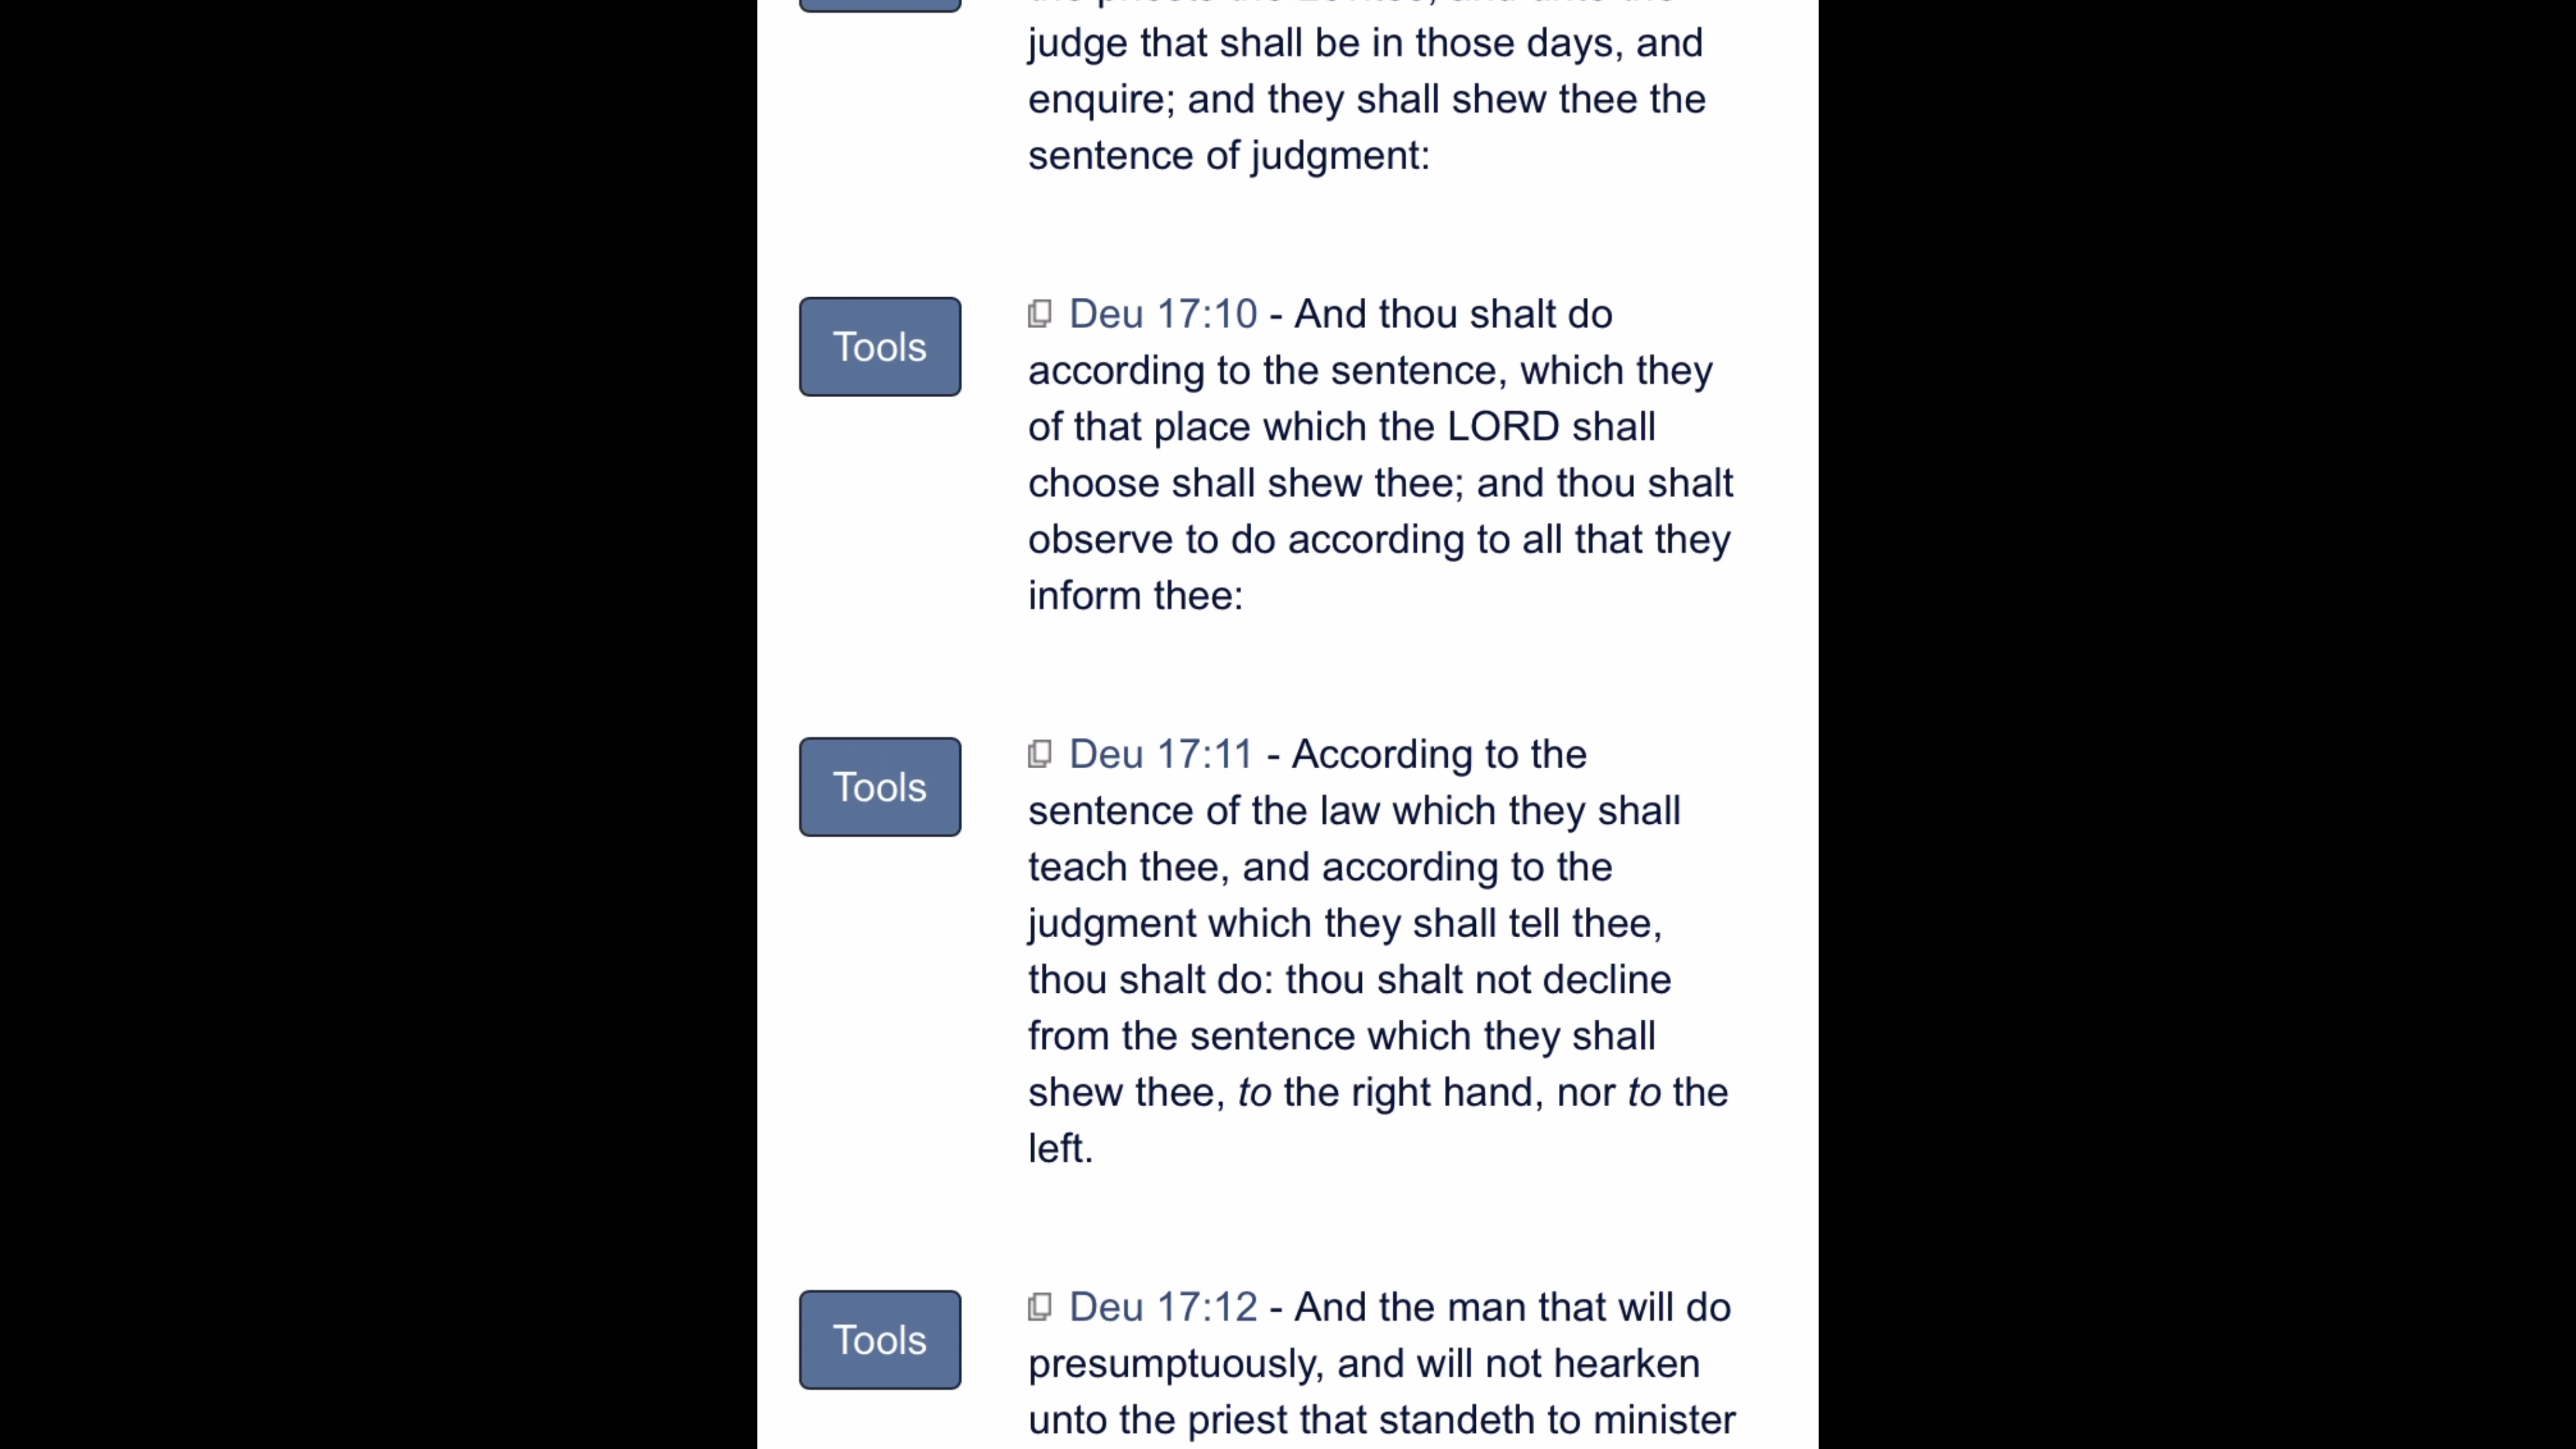 judge that shall be in those days, and
enquire; and they shall shew thee the
sentence of judgment:
Tools
Deu 17:10 - And thou shalt do
according to the sentence, which they
of that place which the LORD shall
choose shall shew thee; and thou shalt
observe to do according to all that they
inform thee:
Tools
Deu 17:11 - According to the
sentence of the law which they shall
teach thee, and according to the
judgment which they shall tell thee,
thou shalt do: thou shalt not decline
from the sentence which they shall
shew thee, to the right hand, nor to the
left.
Tools
Deu 17:12 - And the man that will do
presumptuously, and will not hearken
unto the priest that standeth to minister